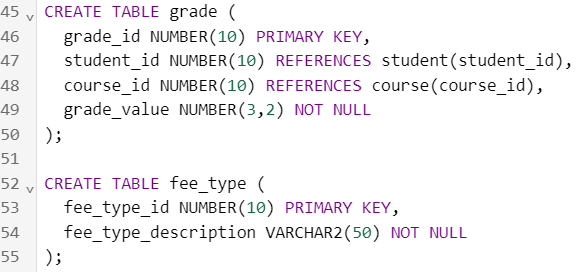 45 CREATE TABLE grade (
46 grade_id NUMBER(10) PRIMARY KEY,
47 student_id NUMBER(10) REFERENCES student(student_id),
48 course_id NUMBER(10) REFERENCES course(course_id),
49 grade_value NUMBER(3,2) NOT NULL
50 );
51
52 CREATE TABLE fee_type (
53 fee_type_id NUMBER(10) PRIMARY KEY,
54 fee_type_description VARCHAR2(50) NOT NULL
55 );